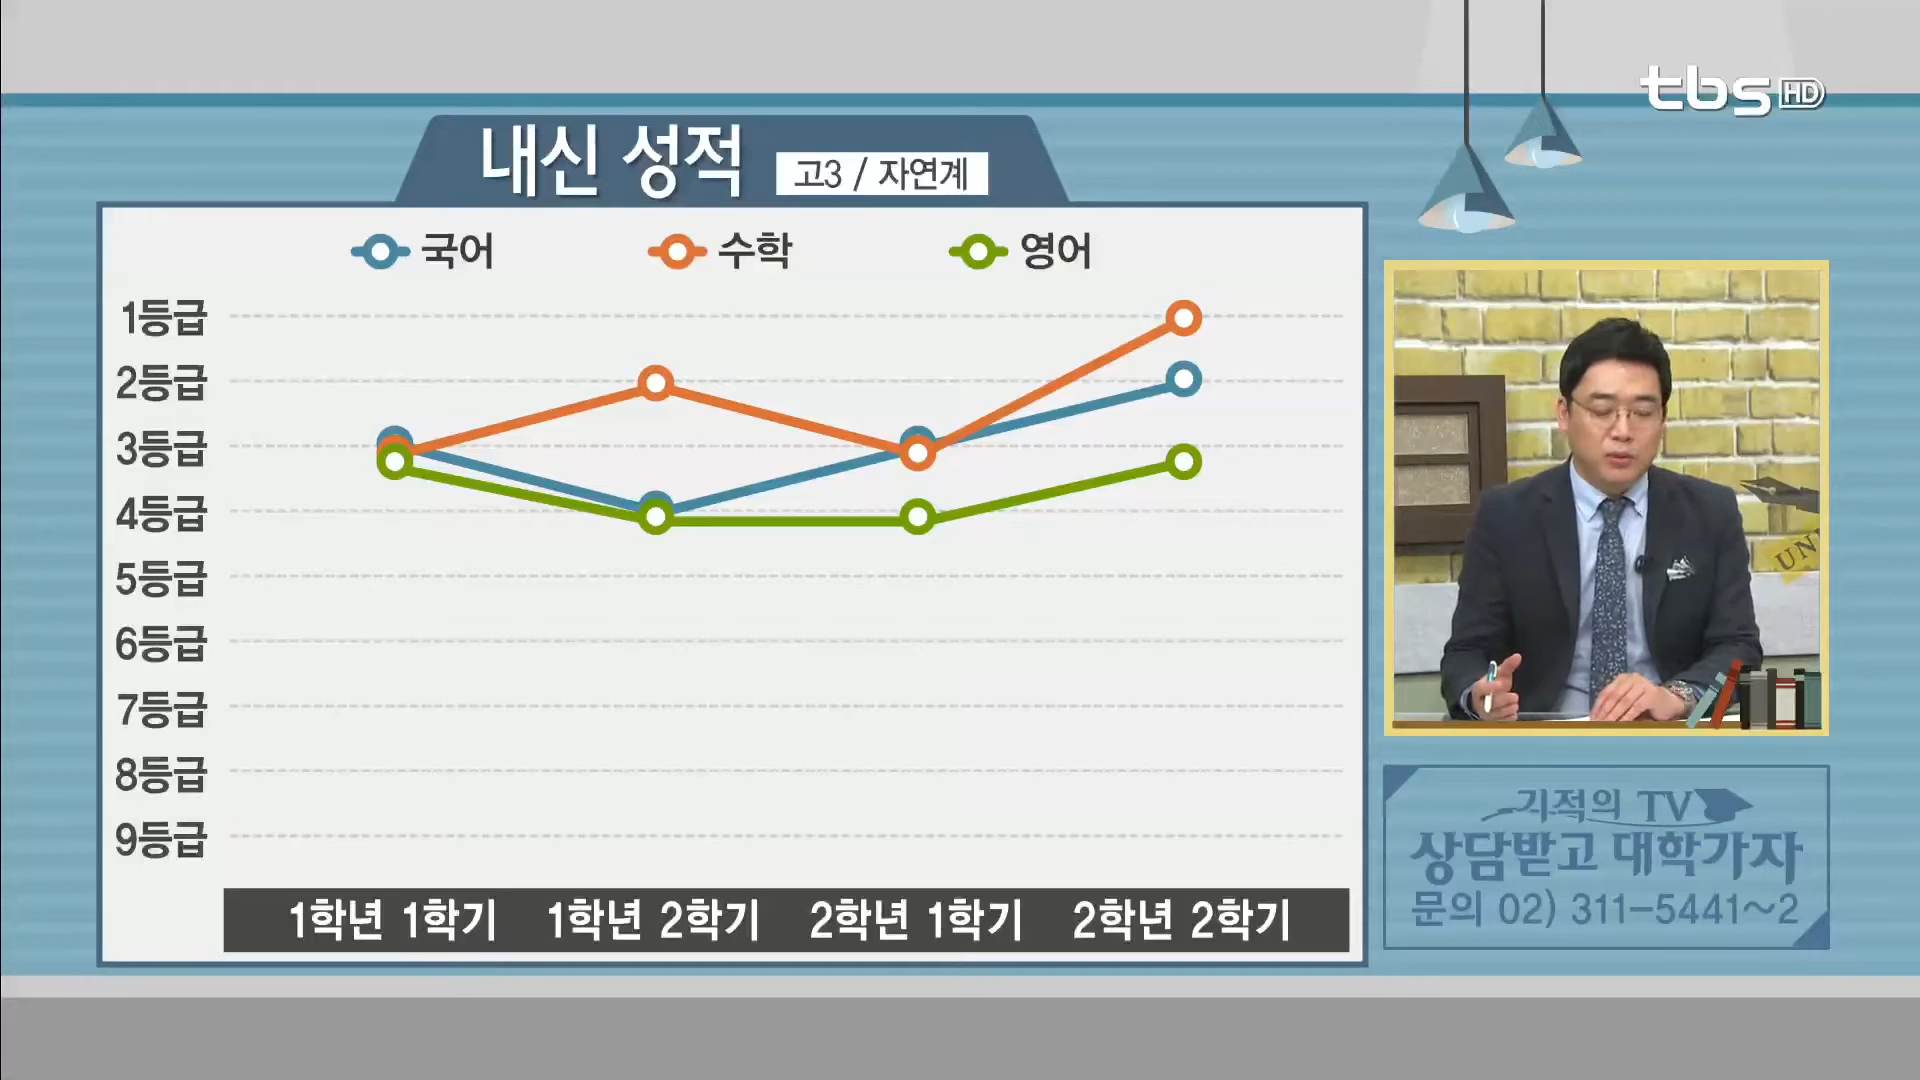 tbs HD
내신 성적
고3 / 자연계
국어 수학 영어
1등급
2등급
3등급
4등급
5등급
6등급
7등급
8등급
9등급
1학년 1학기 1학년 2학기 2학년 1학기 2학년 2학기
UNI
기적의 TV
상담받고 대학가자
문의 02) 311-5441~2